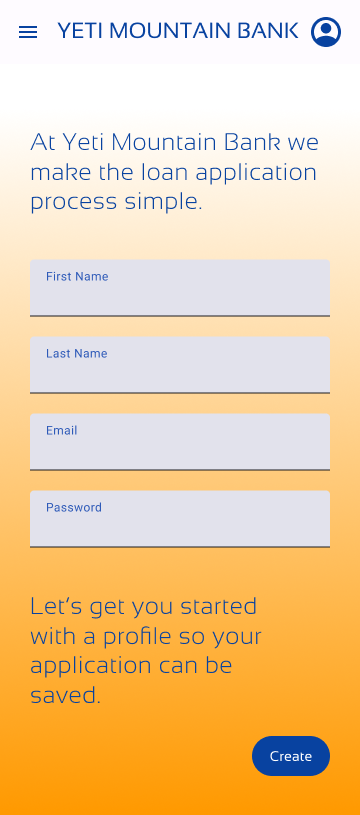 YETI MOUNTAIN BANK
At Yeti Mountain Bank we
make the loan application
process simple.
First Name
Last Name
Email
Password
Let’s get you started
with a profile so your
application can be
saved.
Create